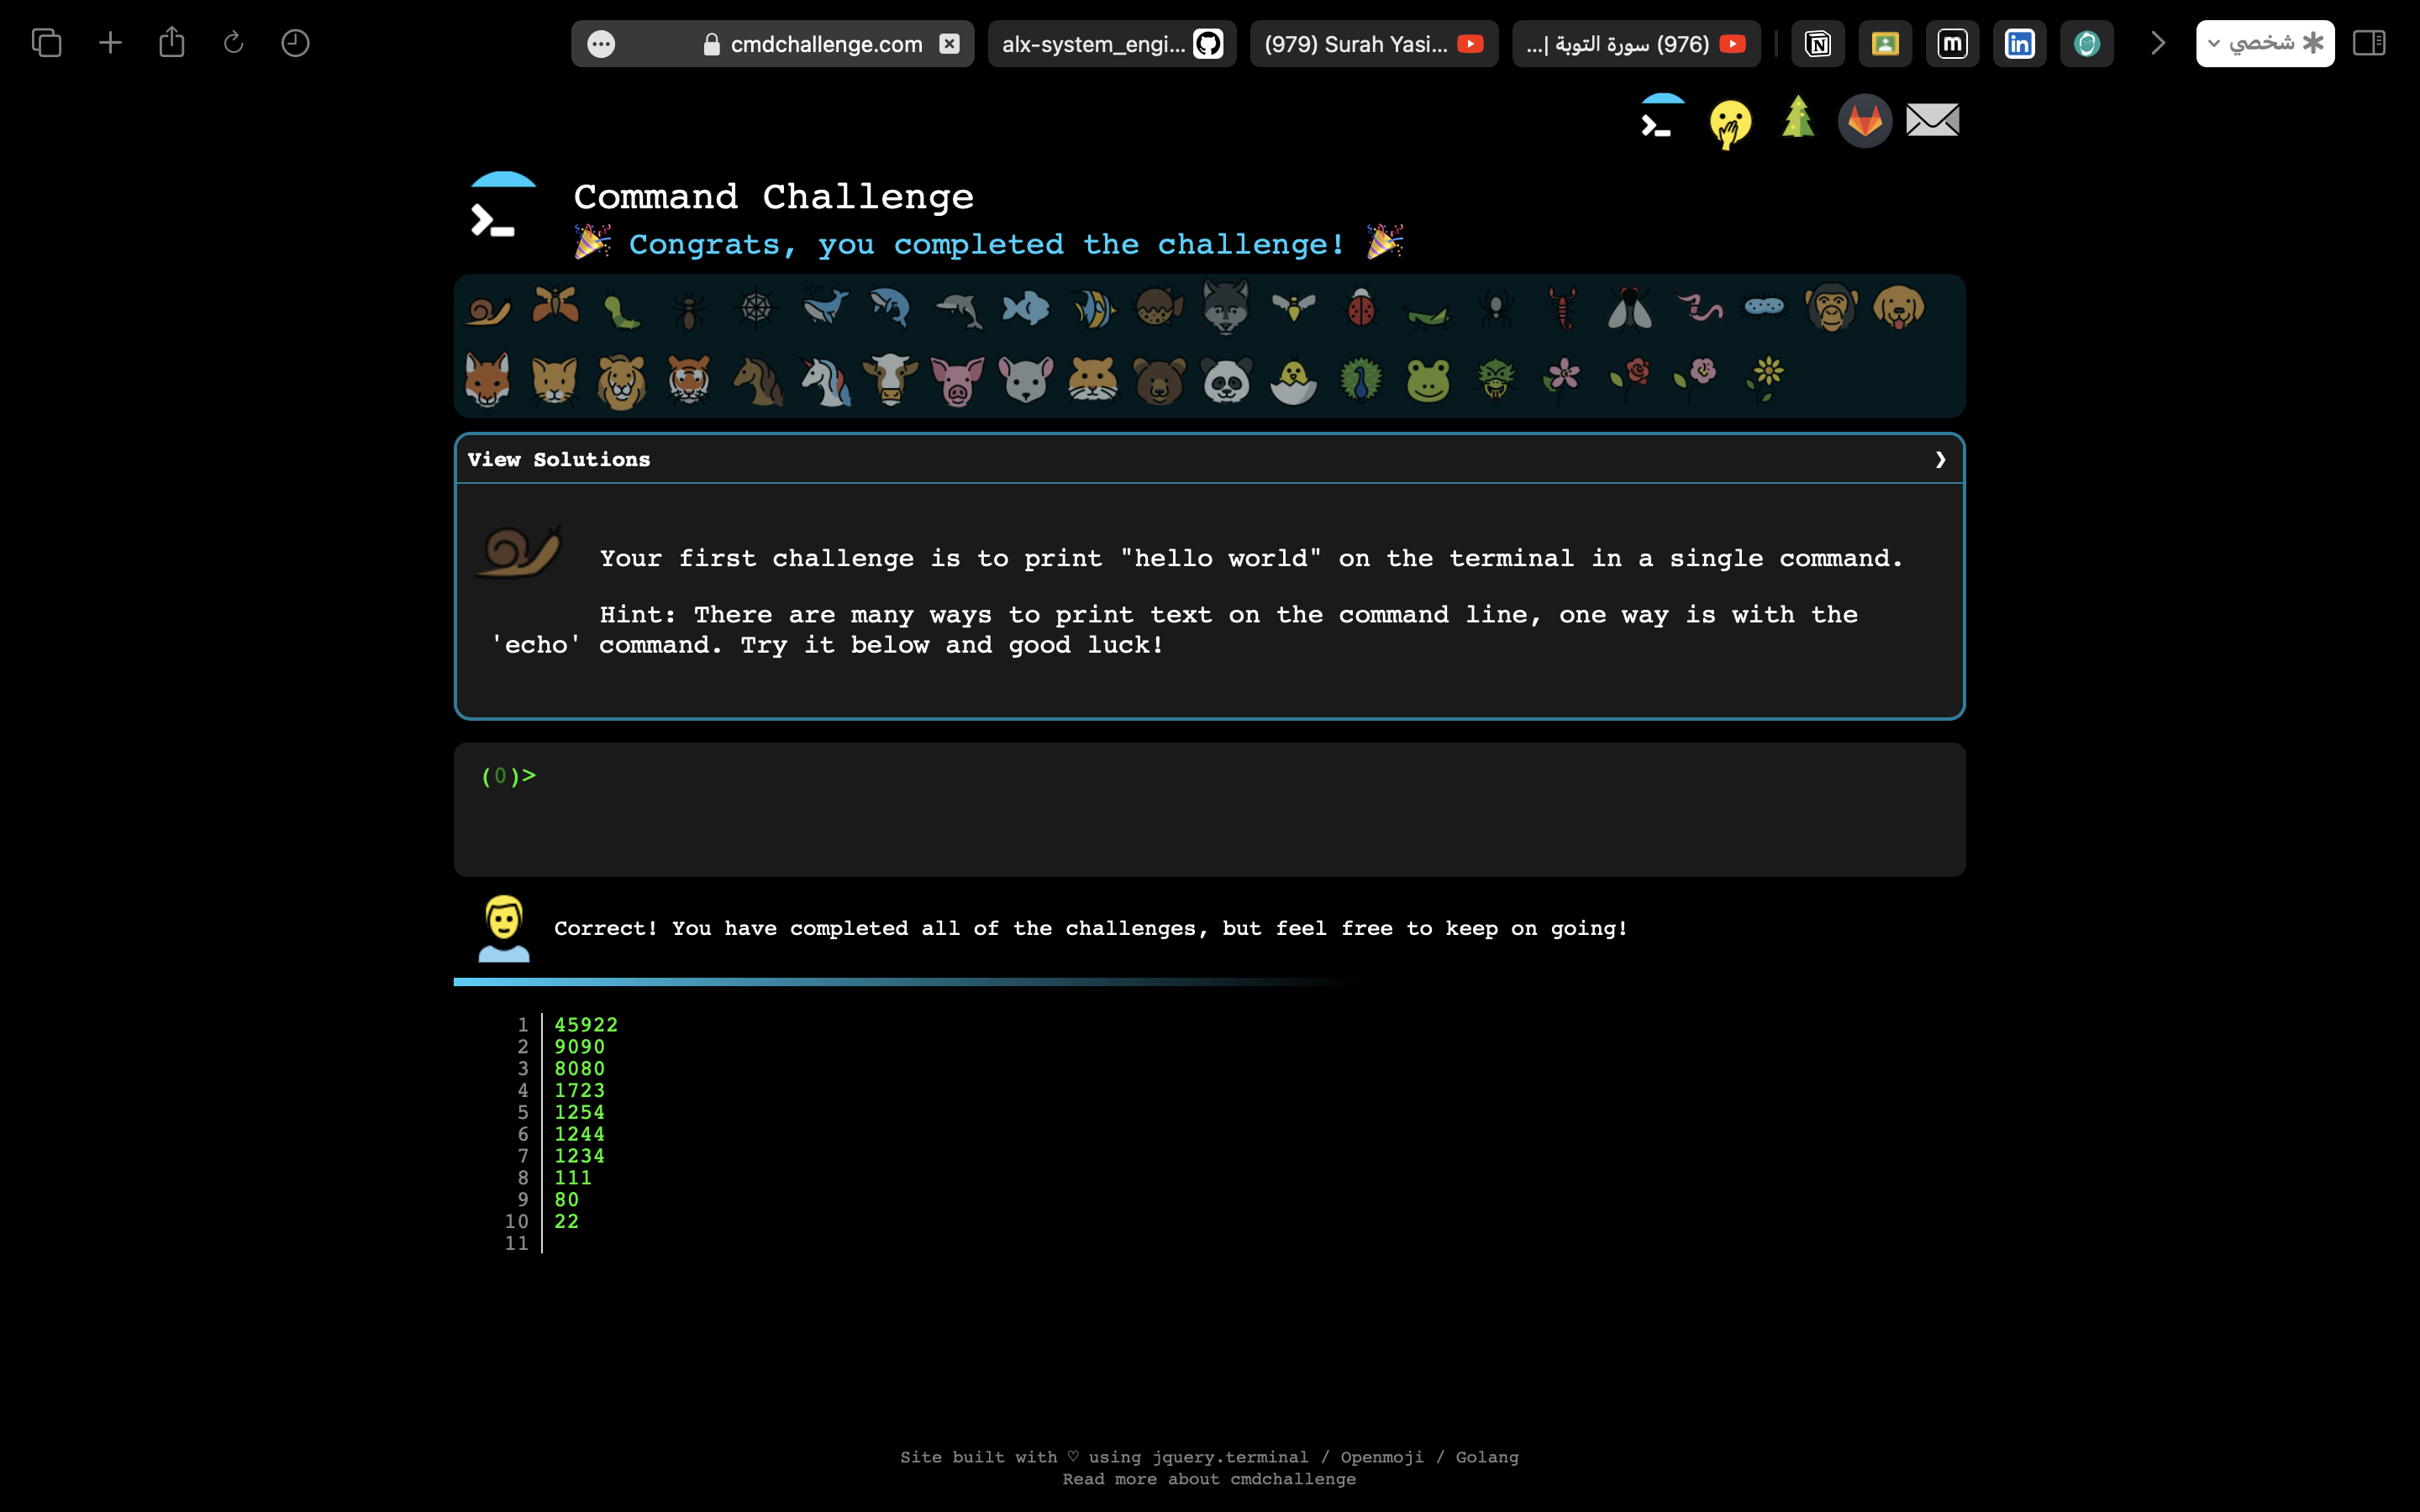 cmdchallenge.com
alx-system_engi...
(979) Surah Yasi...
(976) سورة التوبة |...
شخصي
Command Challenge
🎉 Congrats, you completed the challenge! 🎉
View Solutions ❯
Your first challenge is to print "hello world" on the terminal in a single command.
Hint: There are many ways to print text on the command line, one way is with the
'echo' command. Try it below and good luck!
(0)>
Correct! You have completed all of the challenges, but feel free to keep on going!
1 45922
2 9090
3 8080
4 1723
5 1254
6 1244
7 1234
8 111
9 80
10 22
11
Site built with ♡ using jquery.terminal / Openmoji / Golang
Read more about cmdchallenge